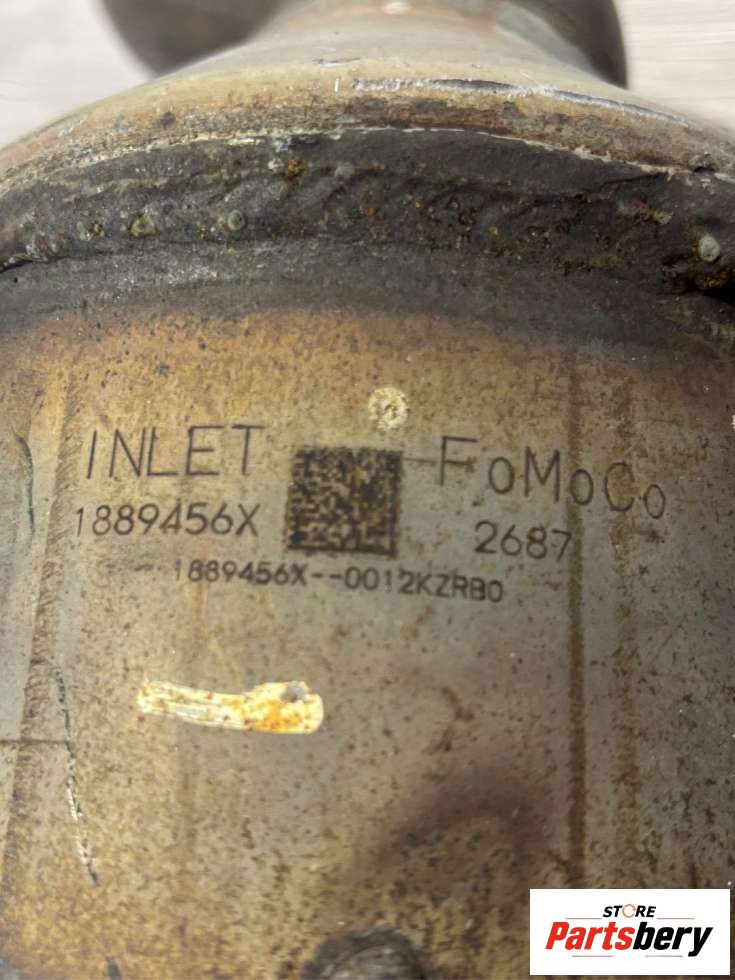 INLET FoMoCo
1889456X 2687
1889456X--0012KZRB0
STORE
Partsbery